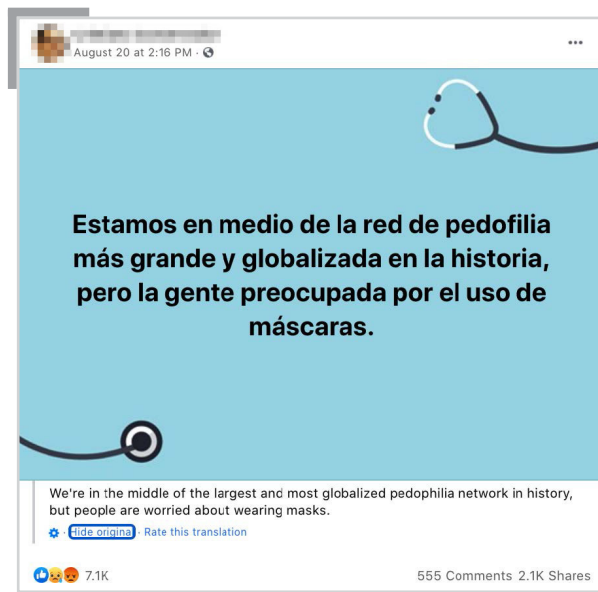 August 20 at 2:16 PM ·
Estamos en medio de la red de pedofilia
más grande y globalizada en la historia,
pero la gente preocupada por el uso de
máscaras.
We're in the middle of the largest and most globalized pedophilia network in history,
but people are worried about wearing masks.
· Hide original · Rate this translation
7.1K 555 Comments 2.1K Shares